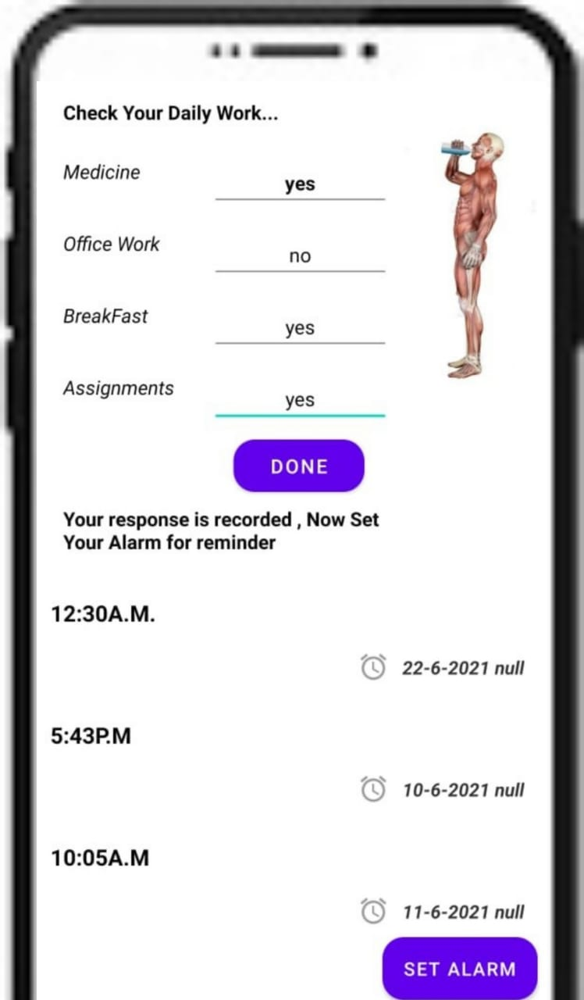 Check Your Daily Work...
Medicine
yes
Office Work
no
BreakFast
yes
Assignments
yes
DONE
Your response is recorded , Now Set
Your Alarm for reminder
12:30A.M.
22-6-2021 null
5:43P.M
10-6-2021 null
10:05A.M
11-6-2021 null
SET ALARM